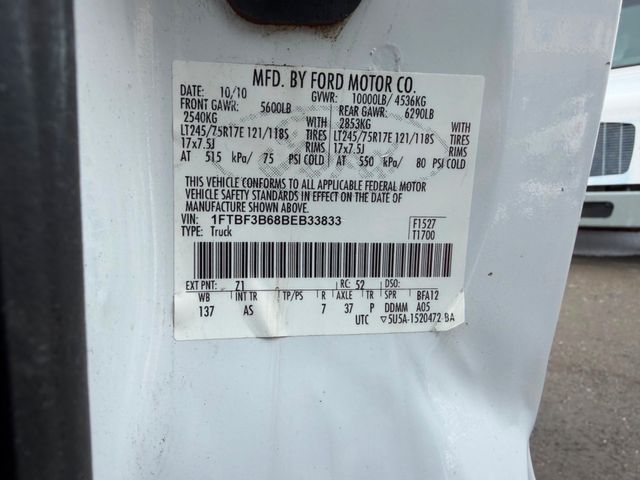 MFD. BY FORD MOTOR CO.
DATE: 10/10 GVWR: 10000LB/ 4536KG
FRONT GAWR: 5600LB REAR GAWR: 6290LB
2540KG WITH 2853KG WITH
LT245/75R17E 121/118S TIRES LT245/75R17E 121/118S TIRES
17x7.5J RIMS 17x7.5J RIMS
AT 515 kPa/ 75 PSI COLD AT 550 kPa/ 80 PSI COLD
THIS VEHICLE CONFORMS TO ALL APPLICABLE FEDERAL MOTOR
VEHICLE SAFETY STANDARDS IN EFFECT ON THE DATE OF
MANUFACTURE SHOWN ABOVE.
VIN: 1FTBF3B68BEB33833 F1527
TYPE: Truck T1700
EXT PNT: Z1 RC: 52 DSO:
WB INT TR TP/PS R AXLE TR SPR BFA12
137 AS 7 37 P DDMM A05
UTC ▽5U5A-1520472-BA